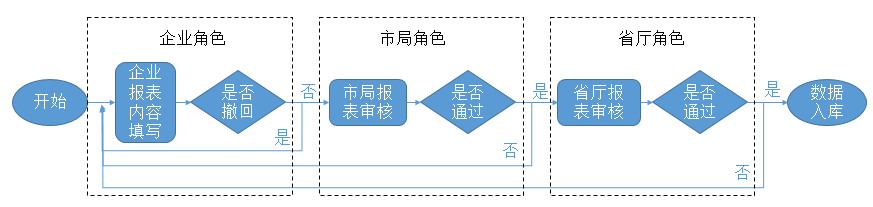 企业角色
市局角色
省厅角色
开始
企业
报表
内容
填写
是否
撤回
否
是
市局报
表审核
是否
通过
是
否
省厅报
表审核
是否
通过
是
否
数据
入库